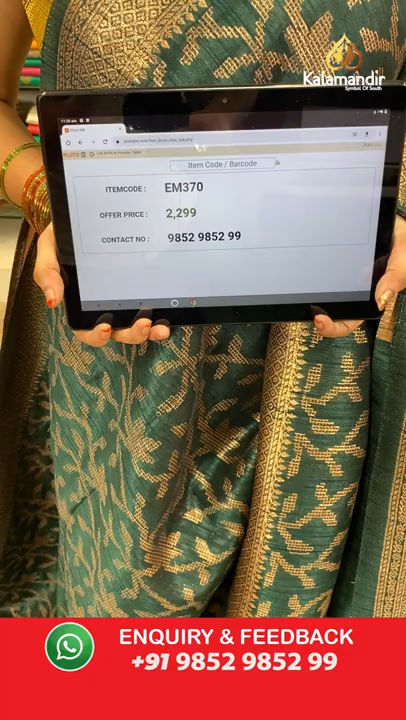 Kalamandir
Symbol Of South
Item Code / Barcode
ITEMCODE : EM370
OFFER PRICE : 2,299
CONTACT NO : 9852 9852 99
ENQUIRY & FEEDBACK
+91 9852 9852 99